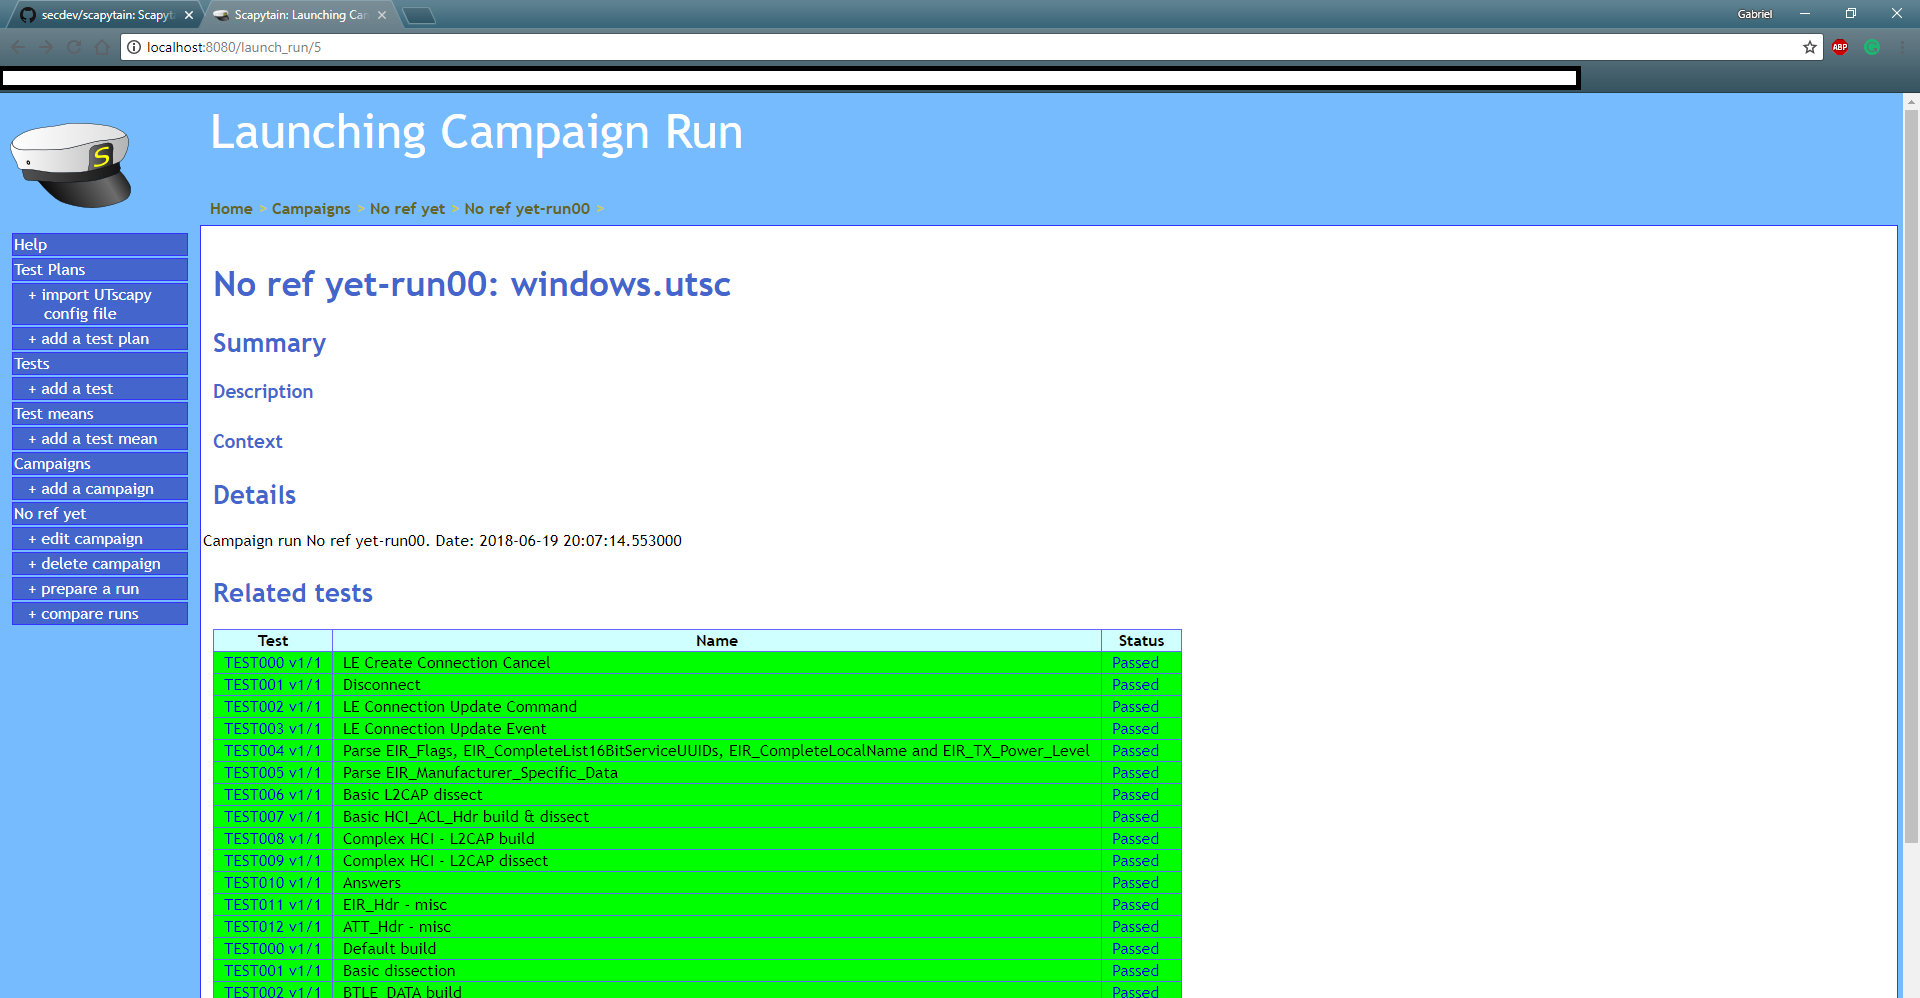 secdev/scapytain: Scapyt
Scapytain: Launching Can
Gabriel
localhost:8080/launch_run/5
ABP
S
Launching Campaign Run
Home > Campaigns > No ref yet > No ref yet-run00 >
Help
Test Plans
+ import UTscapy
config file
+ add a test plan
Tests
+ add a test
Test means
+ add a test mean
Campaigns
+ add a campaign
No ref yet
+ edit campaign
+ delete campaign
+ prepare a run
+ compare runs
No ref yet-run00: windows.utsc
Summary
Description
Context
Details
Campaign run No ref yet-run00. Date: 2018-06-19 20:07:14.553000
Related tests
Test Name Status
TEST000 v1/1 LE Create Connection Cancel Passed
TEST001 v1/1 Disconnect Passed
TEST002 v1/1 LE Connection Update Command Passed
TEST003 v1/1 LE Connection Update Event Passed
TEST004 v1/1 Parse EIR_Flags, EIR_CompleteList16BitServiceUUIDs, EIR_CompleteLocalName and EIR_TX_Power_Level Passed
TEST005 v1/1 Parse EIR_Manufacturer_Specific_Data Passed
TEST006 v1/1 Basic L2CAP dissect Passed
TEST007 v1/1 Basic HCI_ACL_Hdr build & dissect Passed
TEST008 v1/1 Complex HCI - L2CAP build Passed
TEST009 v1/1 Complex HCI - L2CAP dissect Passed
TEST010 v1/1 Answers Passed
TEST011 v1/1 EIR_Hdr - misc Passed
TEST012 v1/1 ATT_Hdr - misc Passed
TEST000 v1/1 Default build Passed
TEST001 v1/1 Basic dissection Passed
TEST002 v1/1 BTLE_DATA build Passed